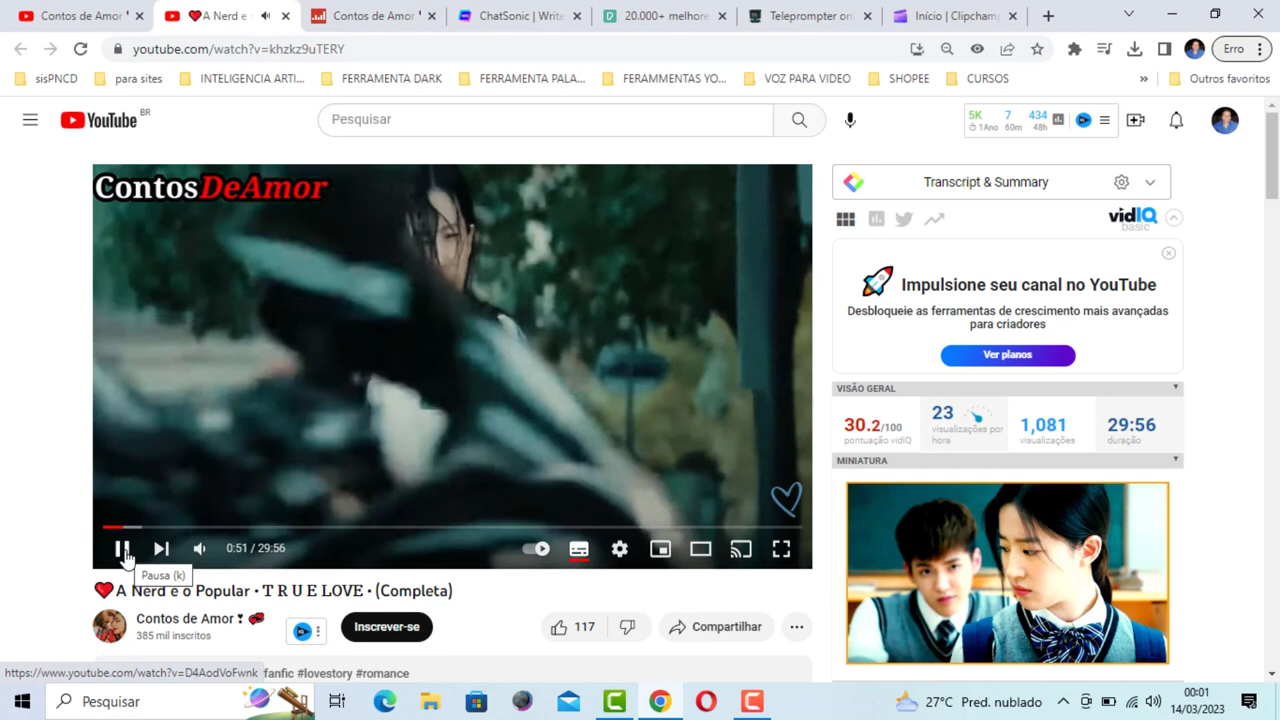 Contos de Amor
❤️A Nerd e
Contos de Amor
ChatSonic | Write
20.000+ melhore
Teleprompter onl
Início | Clipcham
youtube.com/watch?v=khzkz9uTERY
Erro
sisPNCD
para sites
INTELIGENCIA ARTI...
FERRAMENTA DARK
FERRAMENTA PALA...
FERAMMENTAS YO...
VOZ PARA VIDEO
SHOPEE
CURSOS
»
Outros favoritos
YouTube BR
Pesquisar
5K 7 434
1Ano 60m 48h
ContosDeAmor
Transcript & Summary
vidIQ
basic
Impulsione seu canal no YouTube
Desbloqueie as ferramentas de crescimento mais avançadas
para criadores
Ver planos
VISÃO GERAL
30.2/100
pontuação vidIQ
23
visualizações por
hora
1,081
visualizações
29:56
duração
MINIATURA
0:51 / 29:56
Pausa (k)
❤️A Nerd e o Popular • T R U E LOVE • (Completa)
Contos de Amor❣💕
385 mil inscritos
Inscrever-se
117
Compartilhar
https://www.youtube.com/watch?v=D4AodVoFwnk
fanfic #lovestory #romance
Pesquisar
27°C Pred. nublado
00:01
14/03/2023